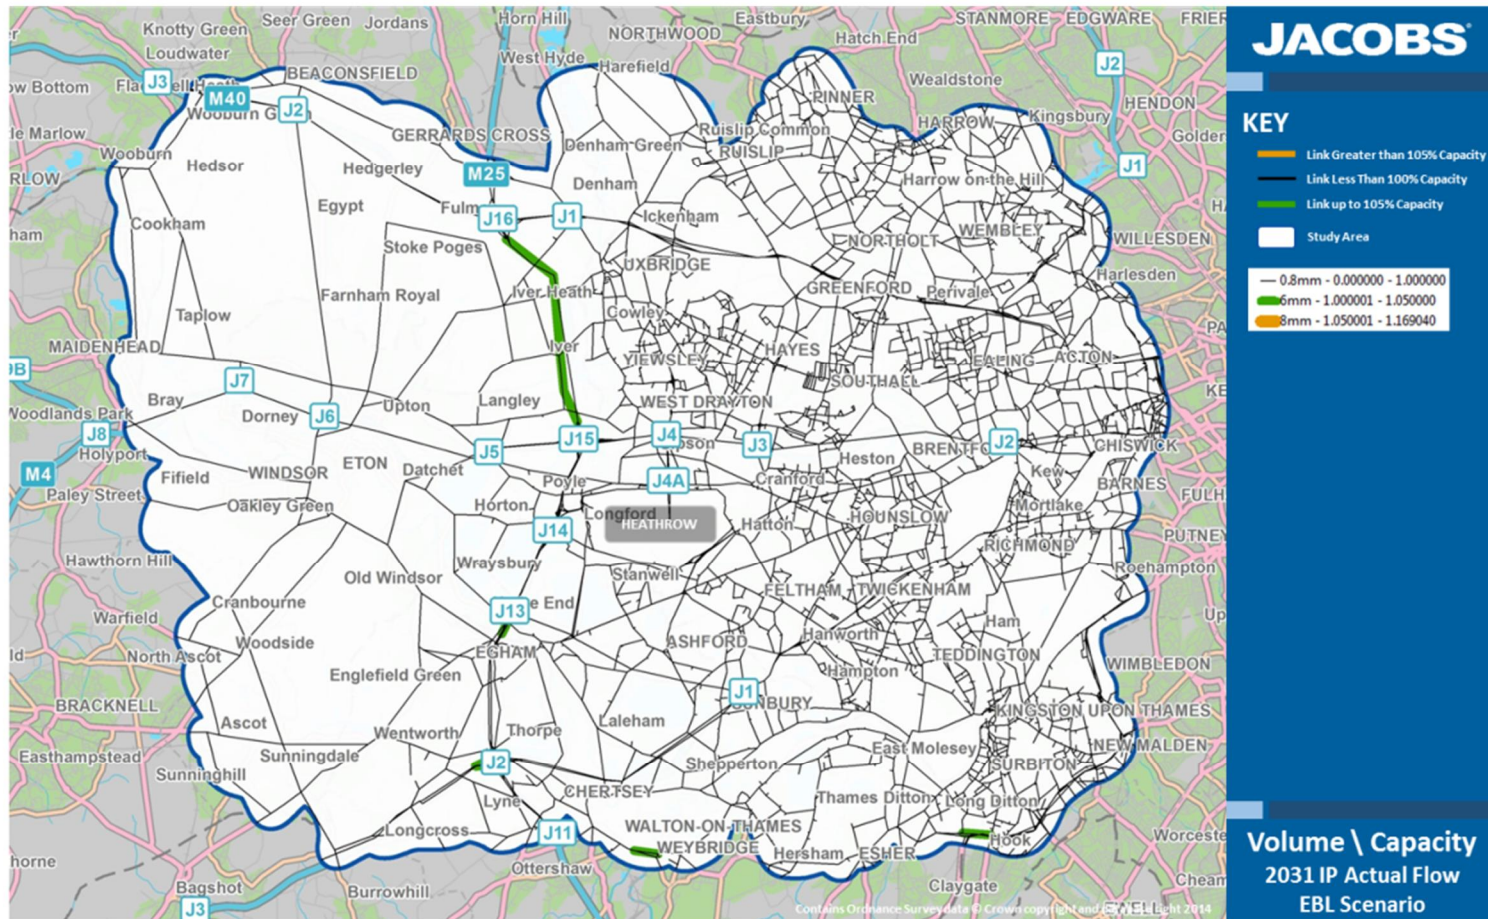 Knotty Green
Seer Green
Jordans
Horn Hill
Eastbury
STANMORE
EDGWARE
Loudwater
West Hyde
NORTHWOOD
Hatch End
J3
BEACONSFIELD
Harefield
Wealdstone
J2
M40
J2
PINNER
HENDON
Wooburn
GERRARDS CROSS
Denham Green
Ruislip Common
RUISLIP
HARROW
Kingsbury
Hedsor
Hedgerley
M25
Denham
Harrow on the Hill
J1
Cookham
Egypt
J16
J1
Ickenham
Stoke Poges
NORTHOLT
WEMBLEY
WILLESDEN
UXBRIDGE
Harlesden
Farnham Royal
Iver Heath
GREENFORD
Perivale
Taplow
Cowley
MAIDENHEAD
Iver
YIEWSLEY
HAYES
EALING
ACTON
9B
J7
SOUTHALL
Bray
Dorney
J6
Upton
Langley
WEST DRAYTON
Woodlands Park
J8
Holyport
J5
J15
J4
J3
Heston
J2
CHISWICK
M4
Fifield
WINDSOR
ETON
Datchet
Poyle
J4A
Cranford
Kew
BARNES
Paley Street
Oakley Green
Horton
Longford
HEATHROW
Hatton
HOUNSLOW
Mortlake
J14
RICHMOND
PUTNEY
Hawthorn Hill
Wraysbury
Stanwell
Roehampton
Old Windsor
FELTHAM
TWICKENHAM
Cranbourne
J13
Warfield
Ham
Woodside
EGHAM
ASHFORD
Hanworth
TEDDINGTON
North Ascot
Englefield Green
Hampton
WIMBLEDON
BRACKNELL
J1
Ascot
Laleham
KINGSTON UPON THAMES
Wentworth
Thorpe
Easthampstead
Sunningdale
East Molesey
NEW MALDEN
Sunninghill
J2
Shepperton
SURBITON
Lyne
CHERTSEY
Thames Ditton
Long Ditton
Longcross
J11
WALTON-ON-THAMES
WEYBRIDGE
Hook
Ottershaw
Hersham
ESHER
Bagshot
Burrowhill
Claygate
J3
JACOBS
KEY
Link Greater than 105% Capacity
Link Less Than 100% Capacity
Link up to 105% Capacity
Study Area
0.8mm - 0.000000 - 1.000000
6mm - 1.000001 - 1.050000
8mm - 1.050001 - 1.169040
Volume \ Capacity
2031 IP Actual Flow
EBL Scenario